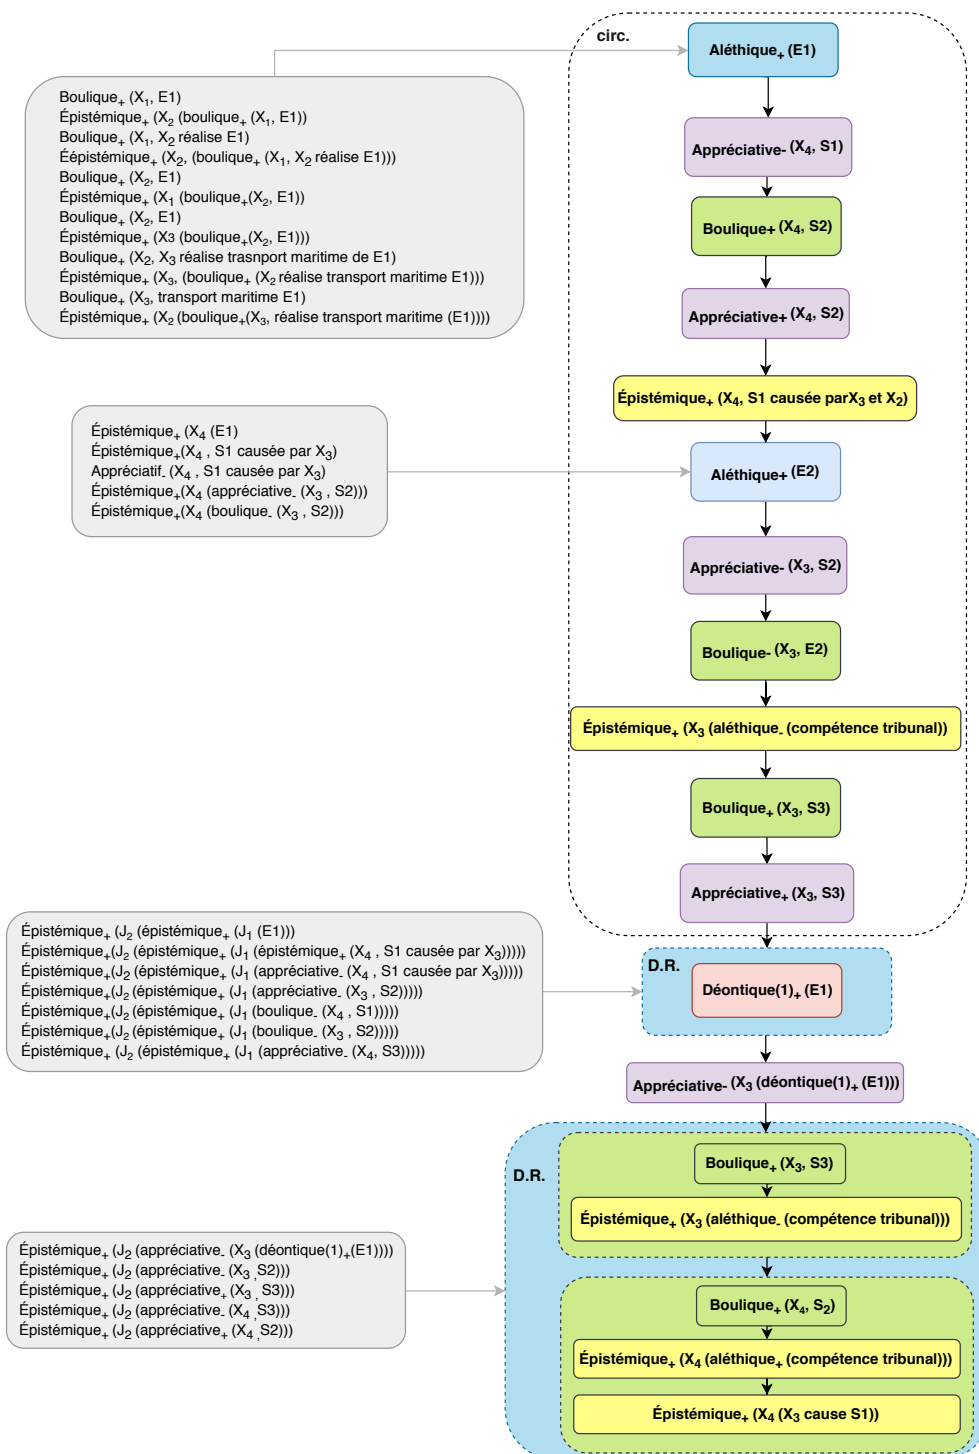 circ.
Aléthique₊ (E1)
Boulique₊ (X₁, E1)
Épistémique₊ (X₂ (boulique₊ (X₁, E1))
Boulique₊ (X₁, X₂ réalise E1)
Éépistémique₊ (X₂, (boulique₊ (X₁, X₂ réalise E1)))
Boulique₊ (X₂, E1)
Épistémique₊ (X₁ (boulique₊(X₂, E1))
Boulique₊ (X₂, E1)
Épistémique₊ (X3 (boulique₊(X₂, E1)))
Boulique₊ (X₂, X₃ réalise trasnport maritime de E1)
Épistémique₊ (X₃, (boulique₊ (X₂ réalise transport maritime E1)))
Boulique₊ (X₃, transport maritime E1)
Épistémique₊ (X₂ (boulique₊(X₃, réalise transport maritime (E1))))
Appréciative- (X₄, S1)
Boulique+ (X₄, S2)
Appréciative+ (X₄, S2)
Épistémique₊ (X₄, S1 causée parX₃ et X₂)
Épistémique₊ (X₄ (E1)
Épistémique₊(X₄ , S1 causée par X₃)
Appréciatif₋ (X₄ , S1 causée par X₃)
Épistémique₊(X₄ (appréciative₋ (X₃ , S2)))
Épistémique₊(X₄ (boulique₋ (X₃ , S2)))
Aléthique+ (E2)
Appréciative- (X₃, S2)
Boulique- (X₃, E2)
Épistémique₊ (X₃ (aléthique₋ (compétence tribunal))
Boulique₊ (X₃, S3)
Appréciative₊ (X₃, S3)
Épistémique₊ (J₂ (épistémique₊ (J₁ (E1)))
Épistémique₊(J₂ (épistémique₊ (J₁ (épistémique₊ (X₄ , S1 causée par X₃)))))
Épistémique₊(J₂ (épistémique₊ (J₁ (appréciative₋ (X₄ , S1 causée par X₃)))))
Épistémique₊(J₂ (épistémique₊ (J₁ (appréciative₋ (X₃ , S2)))))
Épistémique₊(J₂ (épistémique₊ (J₁ (boulique₋ (X₄ , S1)))))
Épistémique₊(J₂ (épistémique₊ (J₁ (boulique₋ (X₃ , S2)))))
Épistémique₊(J₂ (épistémique₊ (J₁ (appréciative₋ (X₄, S3)))))
D.R.
Déontique(1)₊ (E1)
Appréciative- (X₃ (déontique(1)₊ (E1)))
D.R.
Boulique₊ (X₃, S3)
Épistémique₊ (X₃ (aléthique₋ (compétence tribunal)))
Épistémique₊ (J₂ (appréciative₋ (X₃ (déontique(1)₊(E1))))
Épistémique₊ (J₂ (appréciative₋ (X₃ ,S2)))
Épistémique₊ (J₂ (appréciative₊ (X₃ , S3)))
Épistémique₊ (J₂ (appréciative₋ (X₄ ,S3)))
Épistémique₊ (J₂ (appréciative₊ (X₄ ,S2)))
Boulique₊ (X₄, S₂)
Épistémique₊ (X₄ (aléthique₊ (compétence tribunal)))
Épistémique₊ (X₄ (X₃ cause S1))